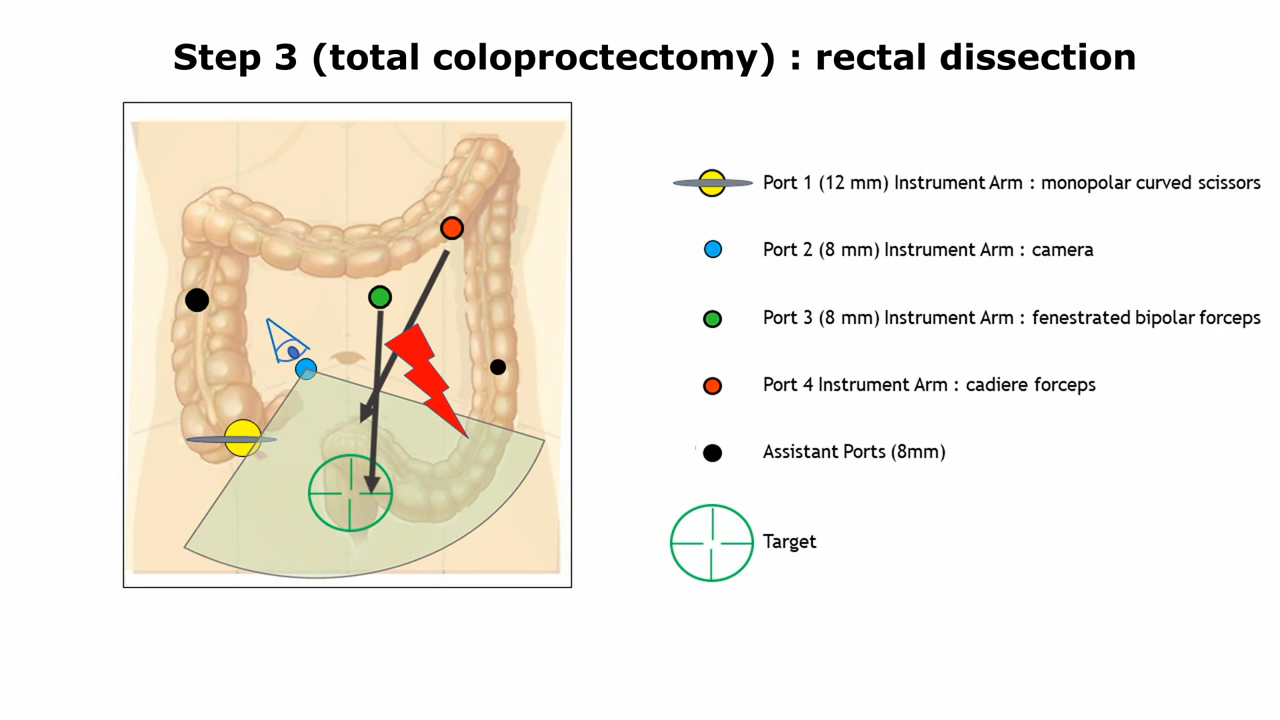 Step 3 (total coloproctectomy) : rectal dissection
Port 1 (12 mm) Instrument Arm : monopolar curved scissors
Port 2 (8 mm) Instrument Arm : camera
Port 3 (8 mm) Instrument Arm : fenestrated bipolar forceps
Port 4 Instrument Arm : cadiere forceps
Assistant Ports (8mm)
Target